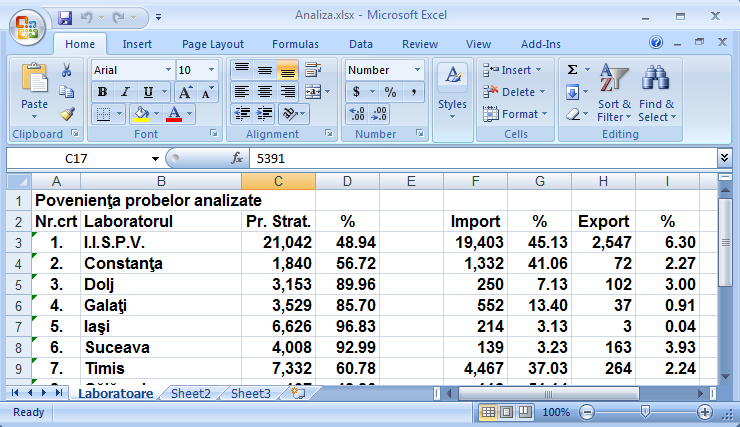 Analiza.xlsx - Microsoft Excel
Home Insert Page Layout Formulas Data Review View Add-Ins
Arial 10 Number Insert Σ
Paste B I U A A $ % , Styles Delete Sort & Filter Find & Select
A .00 .0 Format
Clipboard Font Alignment Number Cells Editing
C17 fx 5391
A B C D E F G H I
1 Povenienţa probelor analizate
2 Nr.crt Laboratorul Pr. Strat. % Import % Export %
3 1. I.I.S.P.V. 21,042 48.94 19,403 45.13 2,547 6.30
4 2. Constanţa 1,840 56.72 1,332 41.06 72 2.27
5 3. Dolj 3,153 89.96 250 7.13 102 3.00
6 4. Galaţi 3,529 85.70 552 13.40 37 0.91
7 5. Iaşi 6,626 96.83 214 3.13 3 0.04
8 6. Suceava 4,008 92.99 139 3.23 163 3.93
9 7. Timis 7,332 60.78 4,467 37.03 264 2.24
Laboratoare Sheet2 Sheet3
Ready 100%